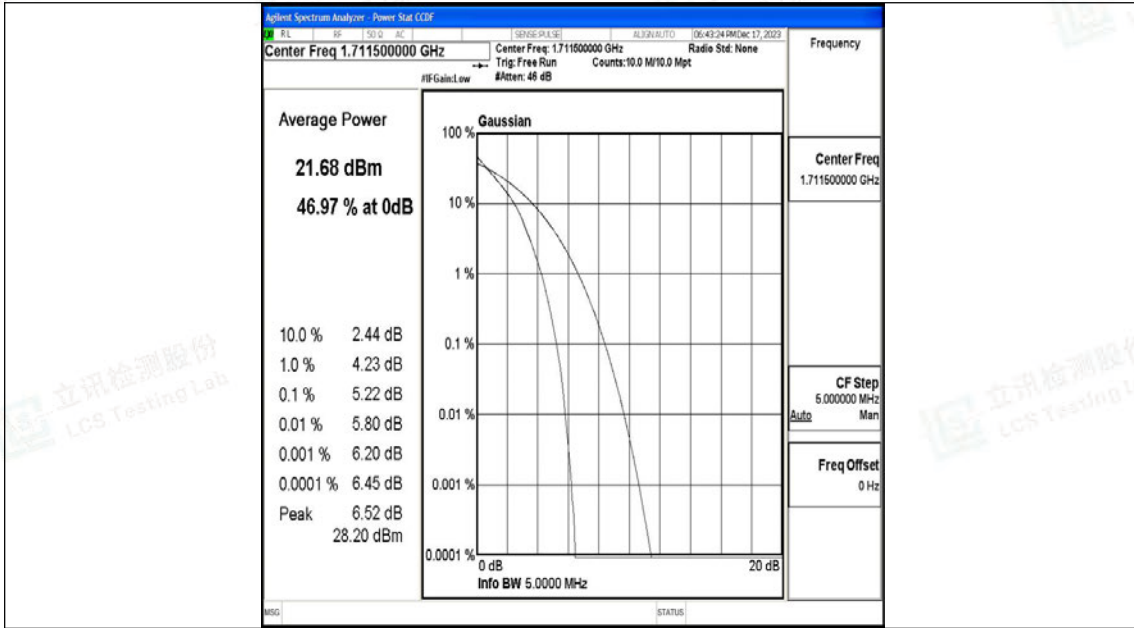 Agilent Spectrum Analyzer - Power Stat CCDF
RL RF 50 Ω AC SENSE:PULSE ALIGNAUTO 06:43:24 PMDec 17, 2023
Center Freq 1.711500000 GHz
Center Freq: 1.711500000 GHz Radio Std: None
Trig: Free Run Counts:10.0 M/10.0 Mpt
#IFGain:Low #Atten: 46 dB
Frequency
Average Power
21.68 dBm
46.97 % at 0dB
10.0 % 2.44 dB
1.0 % 4.23 dB
0.1 % 5.22 dB
0.01 % 5.80 dB
0.001 % 6.20 dB
0.0001 % 6.45 dB
Peak 6.52 dB
28.20 dBm
Gaussian
100 %
10 %
1 %
0.1 %
0.01 %
0.001 %
0.0001 %
0 dB 20 dB
Info BW 5.0000 MHz
Center Freq
1.711500000 GHz
CF Step
5.000000 MHz
Auto Man
Freq Offset
0 Hz
MSG STATUS
立讯检测股份
LCS Testing Lab
立讯检测股份
LCS Testing L